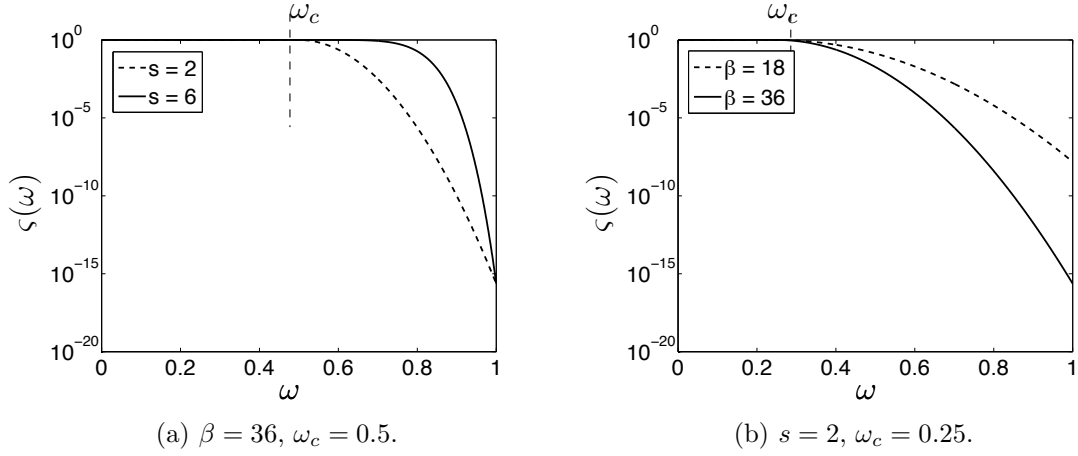 ω_c
10^0
10^−5
10^−10
10^−15
10^−20
ς(ω)
s = 2
s = 6
0 0.2 0.4 0.6 0.8 1
ω
(a) β = 36, ω_c = 0.5.
ω_c
10^0
10^−5
10^−10
10^−15
10^−20
ς(ω)
β = 18
β = 36
0 0.2 0.4 0.6 0.8 1
ω
(b) s = 2, ω_c = 0.25.